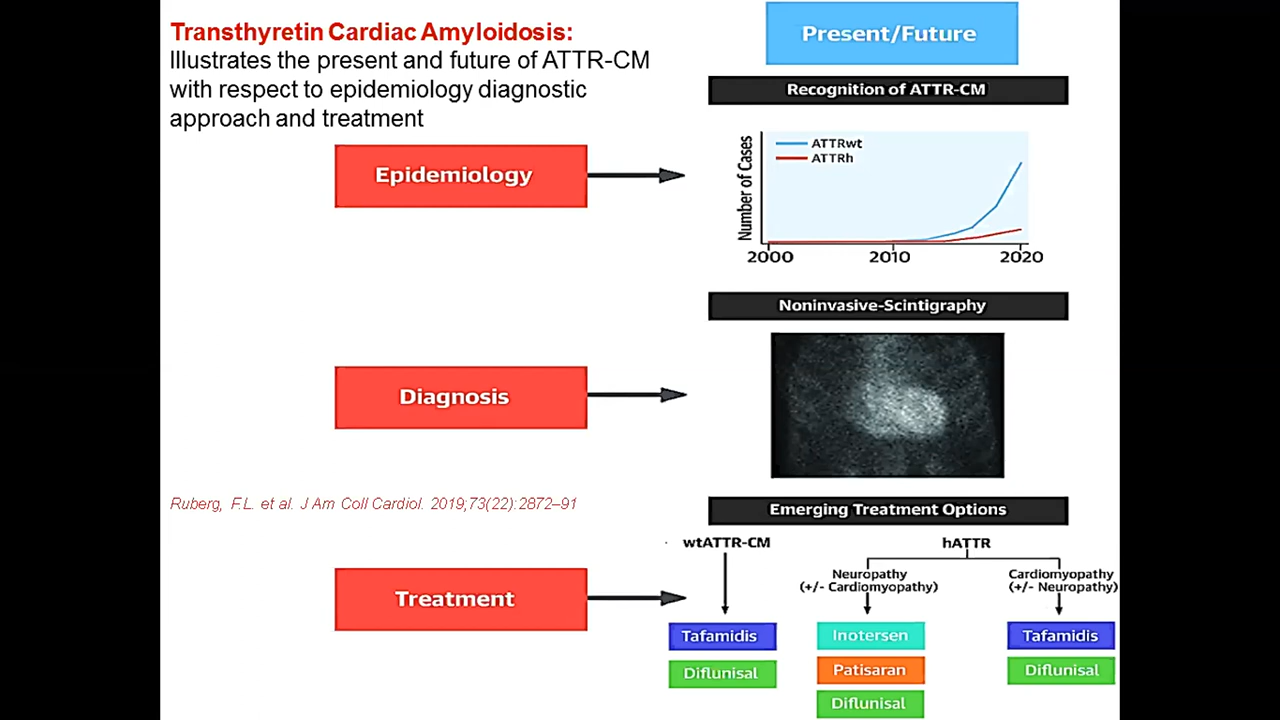 Transthyretin Cardiac Amyloidosis:
Illustrates the present and future of ATTR-CM
with respect to epidemiology diagnostic
approach and treatment
Present/Future
Recognition of ATTR-CM
Epidemiology
Number of Cases
ATTRwt
ATTRh
2000 2010 2020
Noninvasive-Scintigraphy
Diagnosis
Ruberg, F.L. et al. J Am Coll Cardiol. 2019;73(22):2872–91
Emerging Treatment Options
wtATTR-CM hATTR
Neuropathy Cardiomyopathy
(+/- Cardiomyopathy) (+/- Neuropathy)
Treatment
Tafamidis Inotersen Tafamidis
Diflunisal Patisaran Diflunisal
Diflunisal